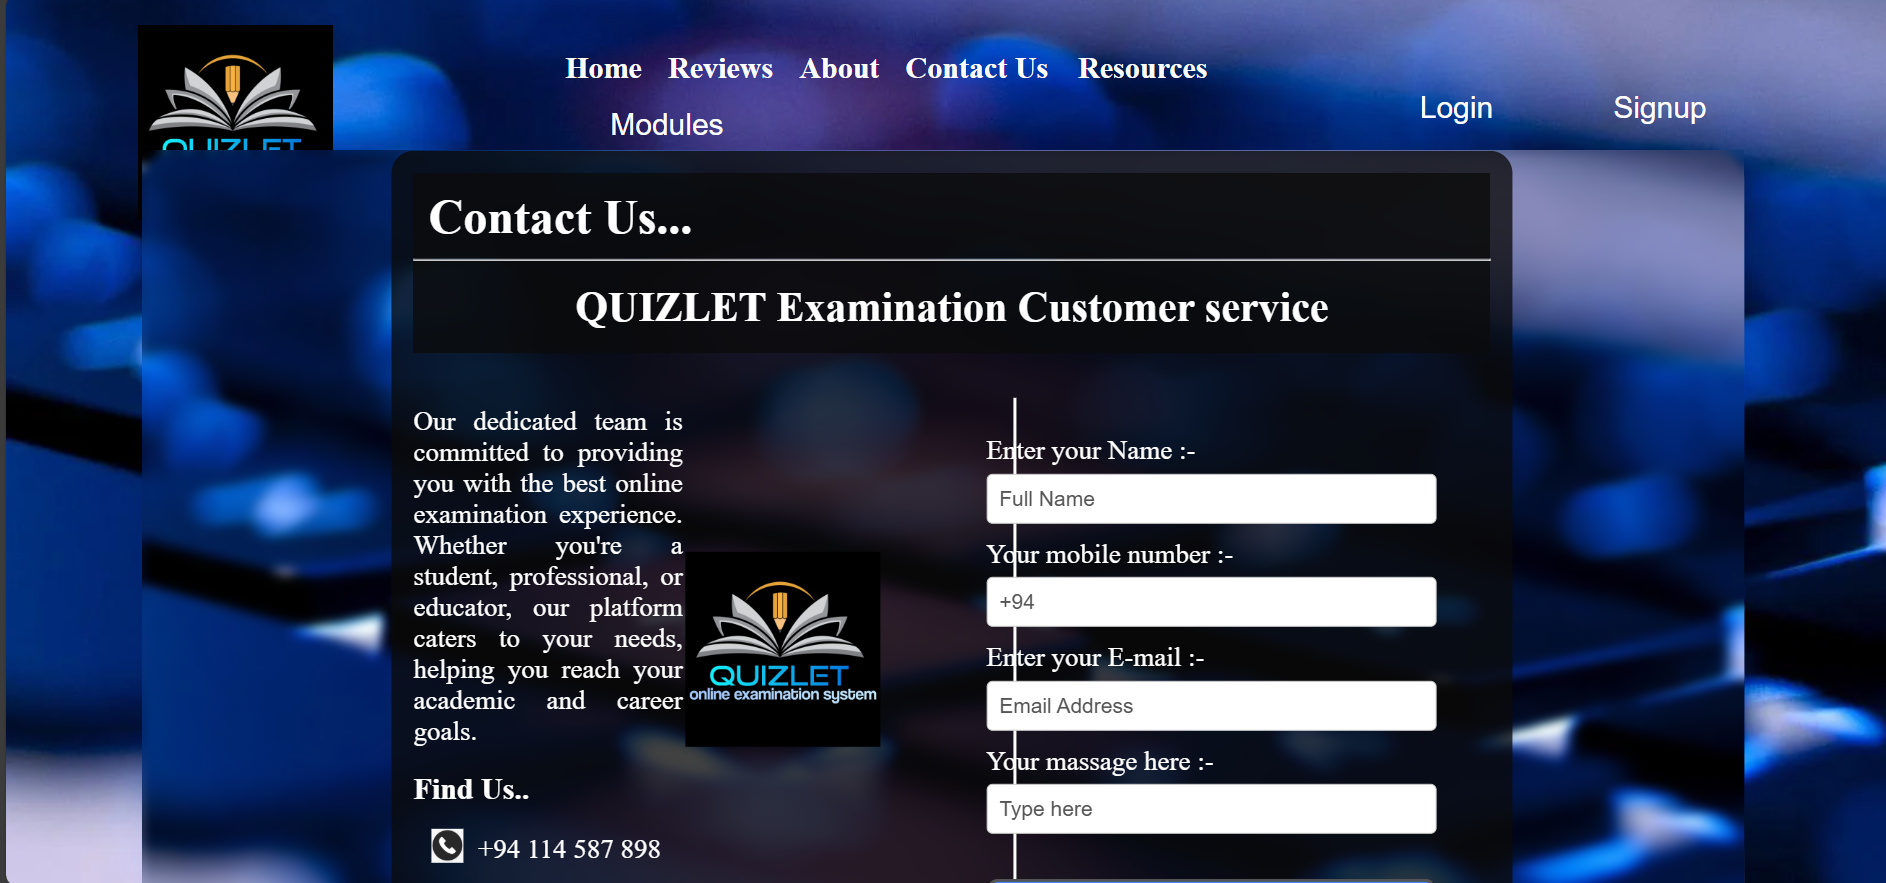 QUIZLET
Home Reviews About Contact Us Resources
Modules
Login Signup
Contact Us...
QUIZLET Examination Customer service
Our dedicated team is
committed to providing
you with the best online
examination experience.
Whether you're a
student, professional, or
educator, our platform
caters to your needs,
helping you reach your
academic and career
goals.
QUIZLET
online examination system
Find Us..
+94 114 587 898
Enter your Name :-
Full Name
Your mobile number :-
+94
Enter your E-mail :-
Email Address
Your massage here :-
Type here